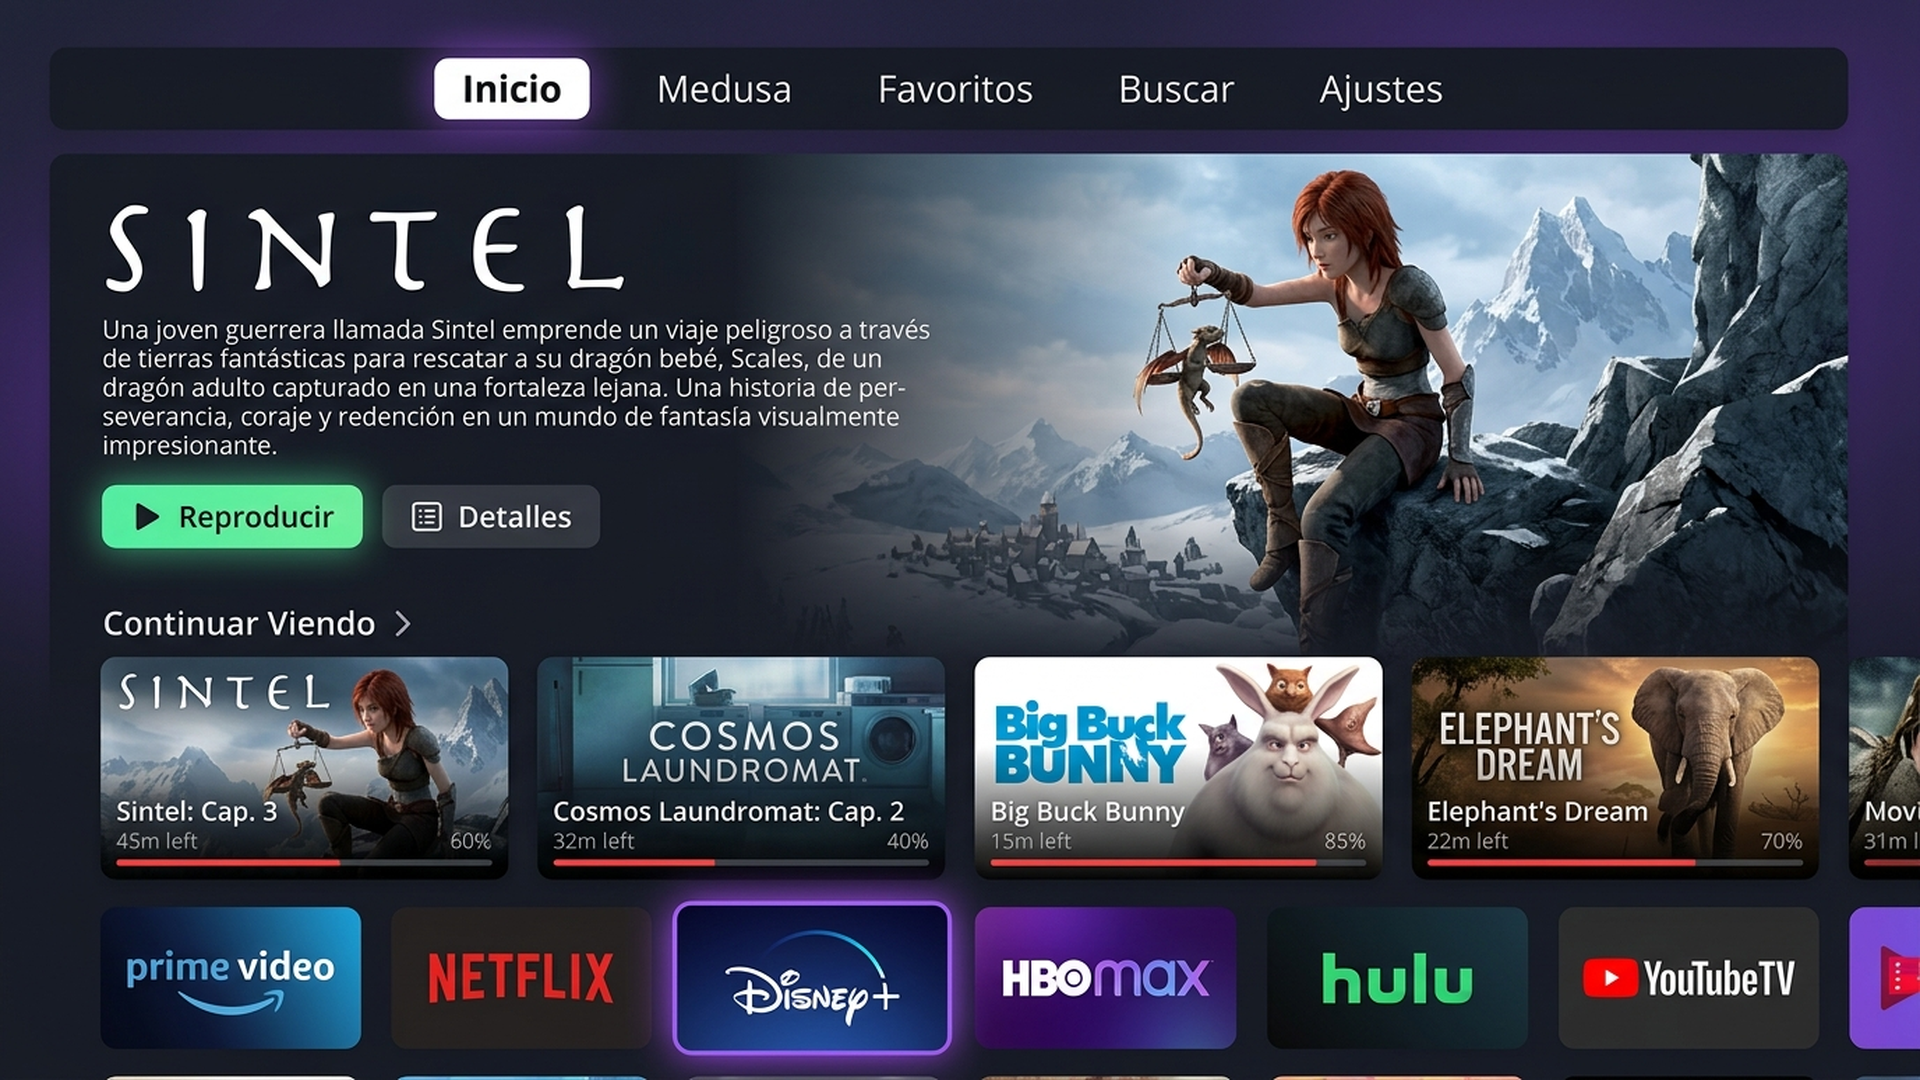 Inicio
Medusa
Favoritos
Buscar
Ajustes
SINTEL
Una joven guerrera llamada Sintel emprende un viaje peligroso a través
de tierras fantásticas para rescatar a su dragón bebé, Scales, de un
dragón adulto capturado en una fortaleza lejana. Una historia de per-
severancia, coraje y redención en un mundo de fantasía visualmente
impresionante.
Reproducir
Detalles
Continuar Viendo
SINTEL
Sintel: Cap. 3
45m left
60%
COSMOS
LAUNDROMAT
Cosmos Laundromat: Cap. 2
32m left
40%
Big Buck
BUNNY
Big Buck Bunny
15m left
85%
ELEPHANT'S
DREAM
Elephant's Dream
22m left
70%
31m
prime video
NETFLIX
Disney+
HBOmax
hulu
YouTubeTV